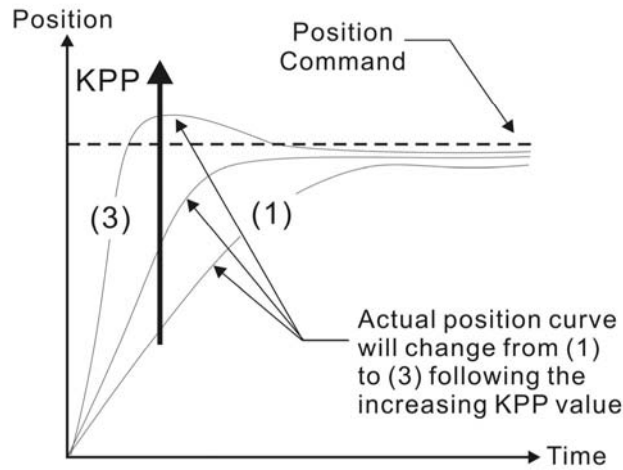 Position
Position
Command
KPP
(3)
(1)
Actual position curve
will change from (1)
to (3) following the
increasing KPP value
Time